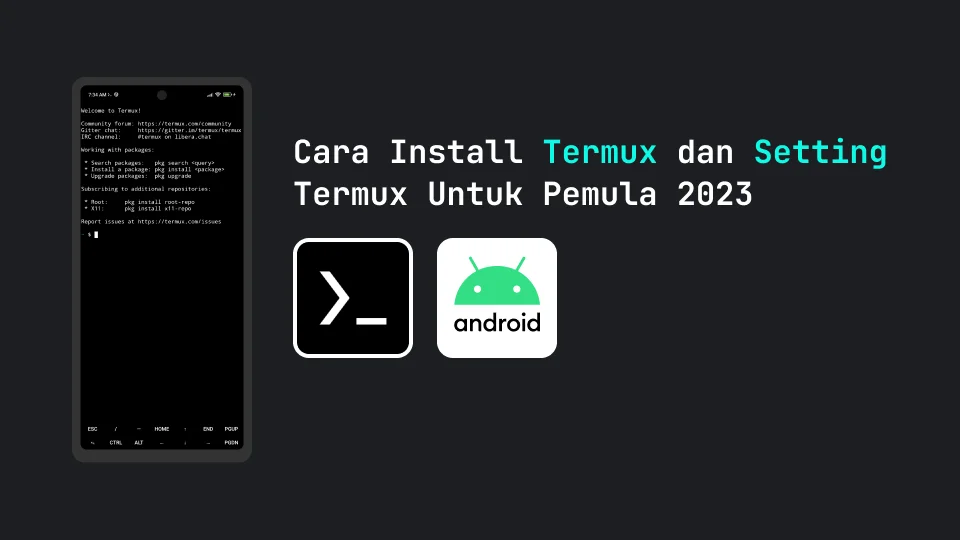 7:34 AM
Welcome to Termux!
Community forum: https://termux.com/community
Gitter chat: https://gitter.im/termux/termux
IRC channel: #termux on libera.chat
Working with packages:
* Search packages: pkg search <query>
* Install a package: pkg install <package>
* Upgrade packages: pkg upgrade
Subscribing to additional repositories:
* Root: pkg install root-repo
* X11: pkg install x11-repo
Report issues at https://termux.com/issues
~ $
ESC / — HOME ↑ END PGUP
CTRL ALT ← ↓ → PGDN
Cara Install Termux dan Setting
Termux Untuk Pemula 2023
>_
android